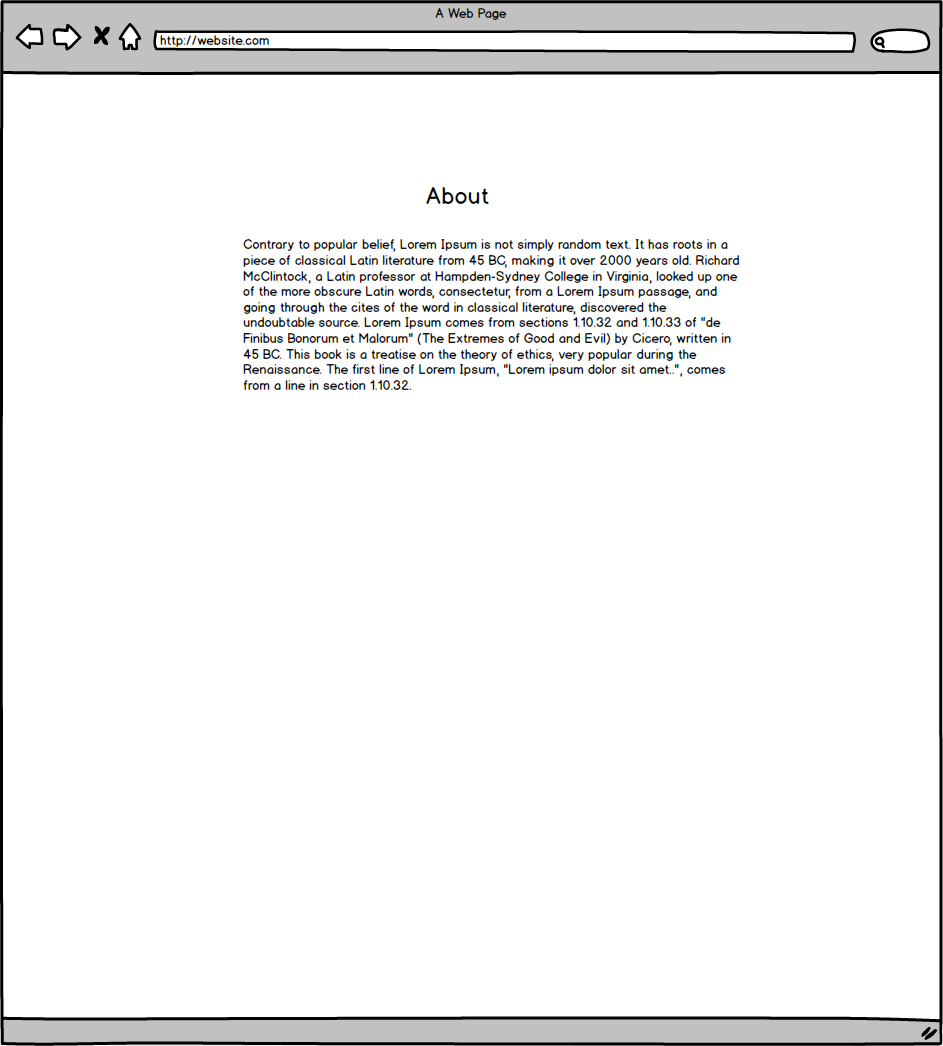 A Web Page
http://website.com
About
Contrary to popular belief, Lorem Ipsum is not simply random text. It has roots in a
piece of classical Latin literature from 45 BC, making it over 2000 years old. Richard
McClintock, a Latin professor at Hampden-Sydney College in Virginia, looked up one
of the more obscure Latin words, consectetur, from a Lorem Ipsum passage, and
going through the cites of the word in classical literature, discovered the
undoubtable source. Lorem Ipsum comes from sections 1.10.32 and 1.10.33 of "de
Finibus Bonorum et Malorum" (The Extremes of Good and Evil) by Cicero, written in
45 BC. This book is a treatise on the theory of ethics, very popular during the
Renaissance. The first line of Lorem Ipsum, "Lorem ipsum dolor sit amet..", comes
from a line in section 1.10.32.